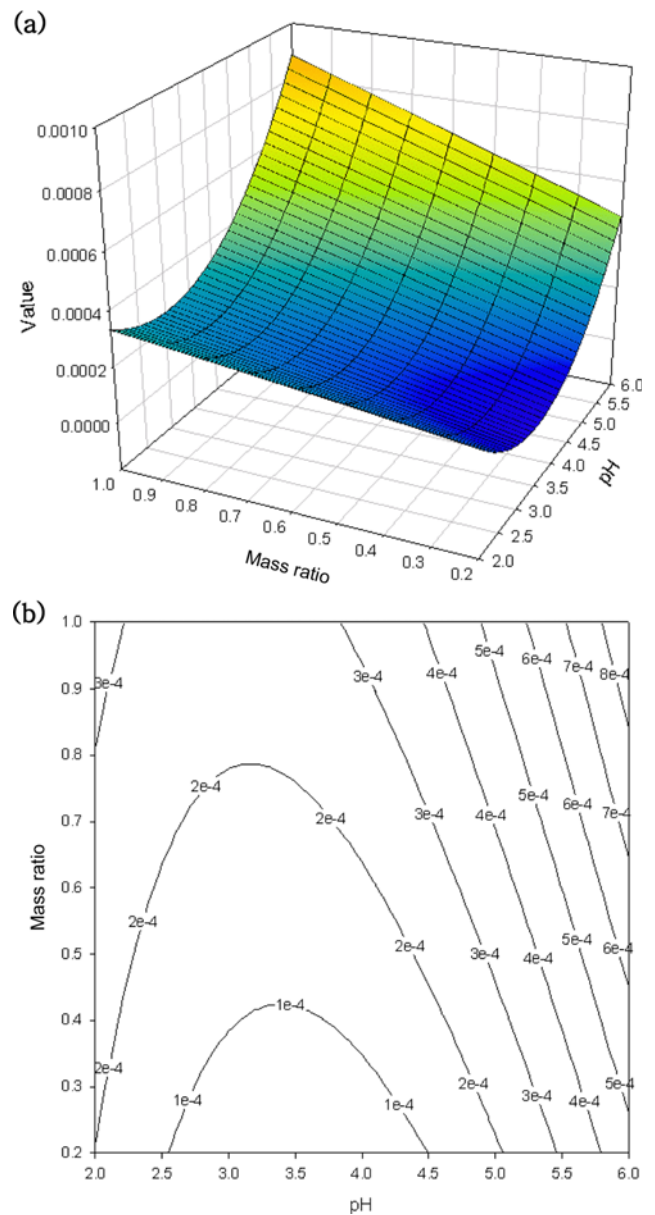 (a)
0.0010
0.0008
0.0006
0.0004
0.0002
0.0000
Value
1.0 0.9 0.8 0.7 0.6 0.5 0.4 0.3 0.2
Mass ratio
6.0
5.5
5.0
4.5
4.0
3.5
3.0
2.5
2.0
pH
(b)
1.0
0.9
0.8
0.7
0.6
0.5
0.4
0.3
0.2
Mass ratio
5e-4 6e-4 7e-4 8e-4
3e-4 3e-4 4e-4
2e-4 2e-4 3e-4 4e-4 5e-4 6e-4 7e-4
2e-4 2e-4 3e-4 4e-4 5e-4 6e-4
1e-4
2e-4 1e-4 1e-4 2e-4 3e-4 4e-4 5e-4
2.0 2.5 3.0 3.5 4.0 4.5 5.0 5.5 6.0
pH